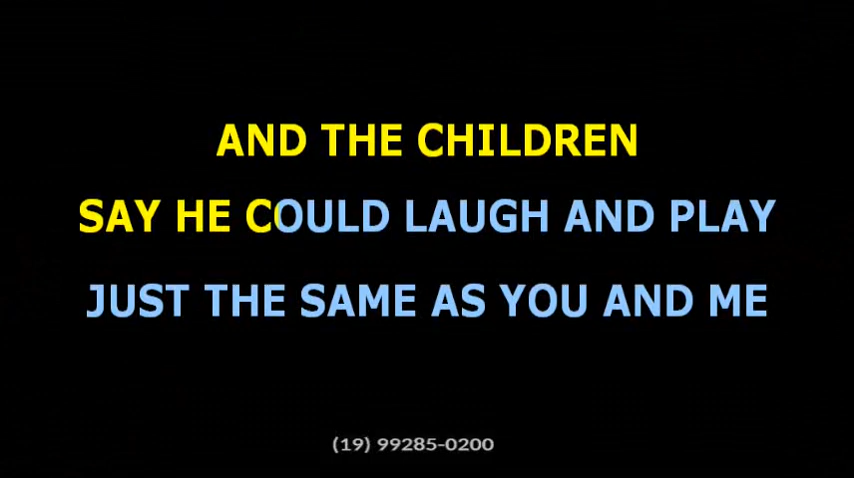 AND THE CHILDREN
SAY HE COULD LAUGH AND PLAY
JUST THE SAME AS YOU AND ME
(19) 99285-0200